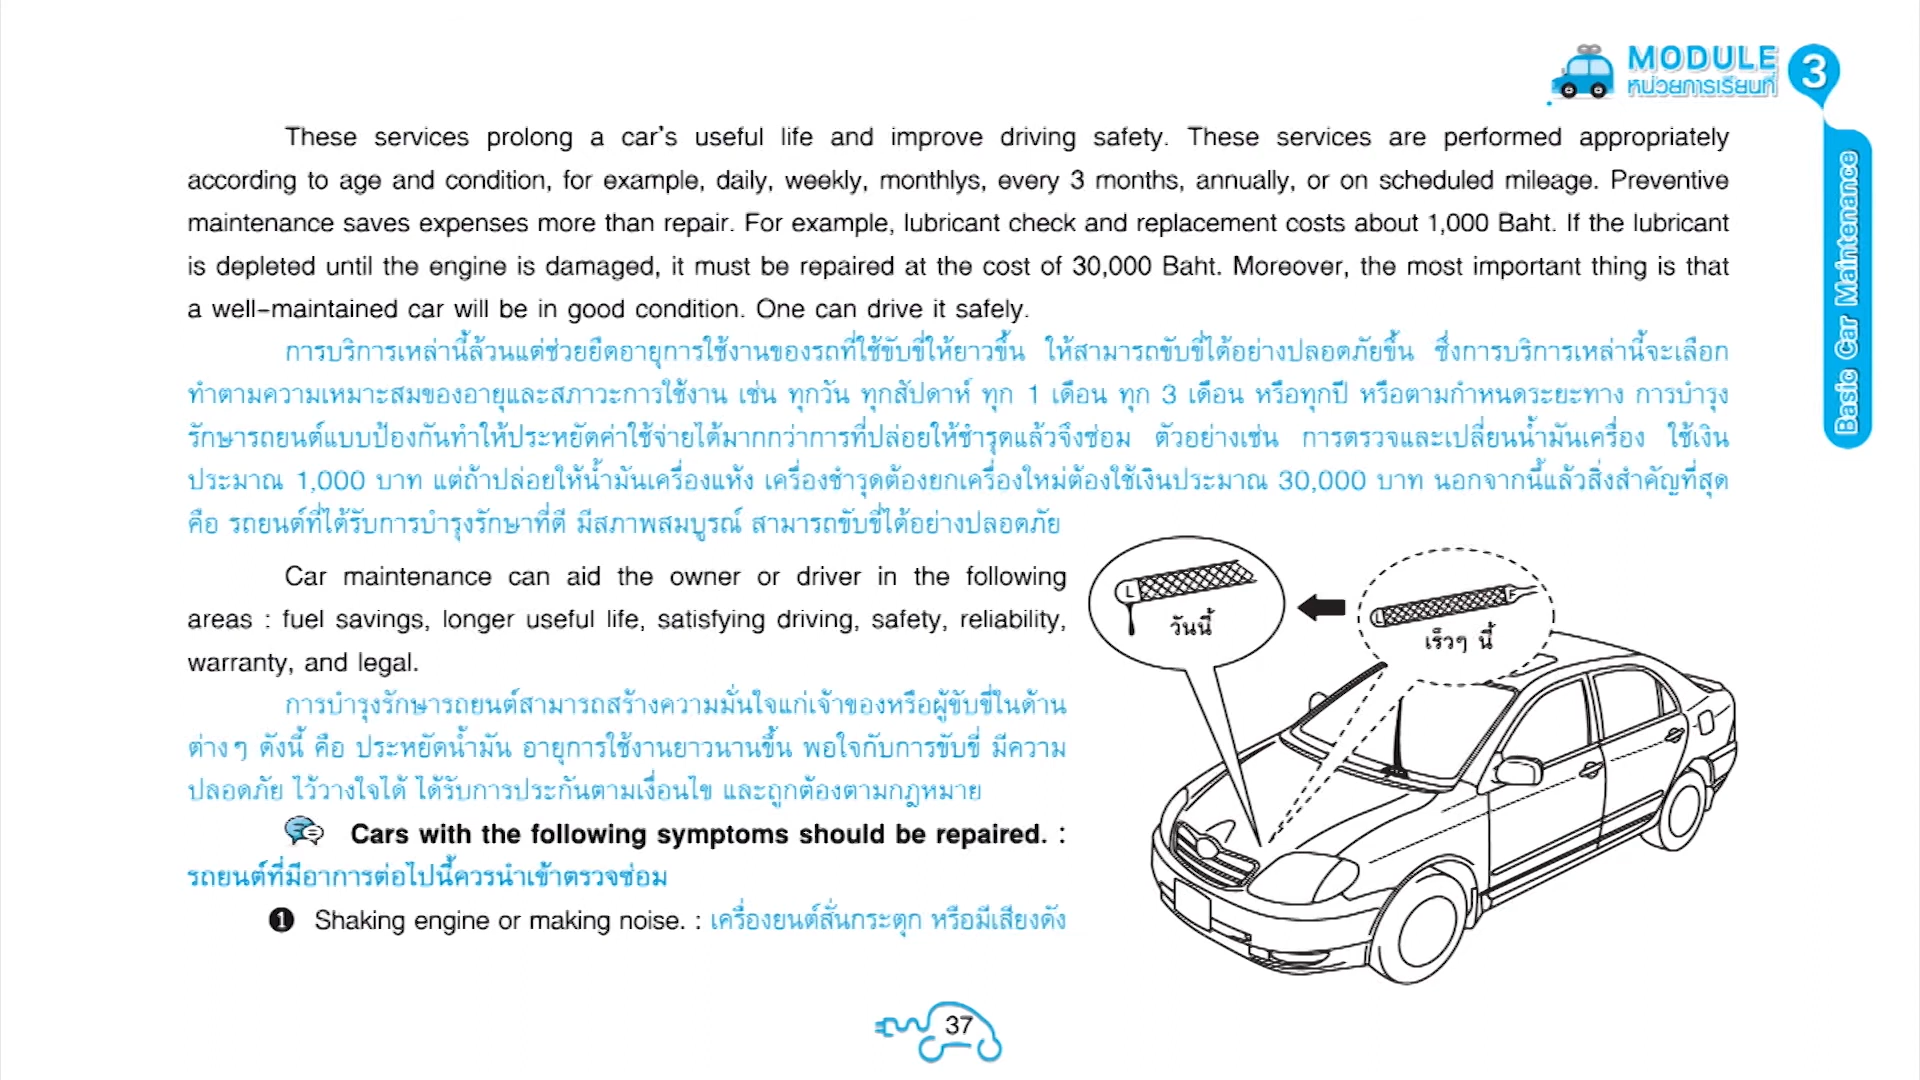 MODULE
หน่วยการเรียนที่
3
Basic Car Maintenance
These services prolong a car's useful life and improve driving safety. These services are performed appropriately
according to age and condition, for example, daily, weekly, monthlys, every 3 months, annually, or on scheduled mileage. Preventive
maintenance saves expenses more than repair. For example, lubricant check and replacement costs about 1,000 Baht. If the lubricant
is depleted until the engine is damaged, it must be repaired at the cost of 30,000 Baht. Moreover, the most important thing is that
a well-maintained car will be in good condition. One can drive it safely.
การบริการเหล่านี้ล้วนแต่ช่วยยืดอายุการใช้งานของรถที่ใช้ขับขี่ให้ยาวขึ้น ให้สามารถขับขี่ได้อย่างปลอดภัยขึ้น ซึ่งการบริการเหล่านี้จะเลือก
ทำตามความเหมาะสมของอายุและสภาวะการใช้งาน เช่น ทุกวัน ทุกสัปดาห์ ทุก 1 เดือน ทุก 3 เดือน หรือทุกปี หรือตามกำหนดระยะทาง การบำรุง
รักษารถยนต์แบบป้องกันทำให้ประหยัดค่าใช้จ่ายได้มากกว่าการที่ปล่อยให้ชำรุดแล้วจึงซ่อม ตัวอย่างเช่น การตรวจและเปลี่ยนน้ำมันเครื่อง ใช้เงิน
ประมาณ 1,000 บาท แต่ถ้าปล่อยให้น้ำมันเครื่องแห้ง เครื่องชำรุดต้องยกเครื่องใหม่ต้องใช้เงินประมาณ 30,000 บาท นอกจากนี้แล้วสิ่งสำคัญที่สุด
คือ รถยนต์ที่ได้รับการบำรุงรักษาที่ดี มีสภาพสมบูรณ์ สามารถขับขี่ได้อย่างปลอดภัย
Car maintenance can aid the owner or driver in the following
areas : fuel savings, longer useful life, satisfying driving, safety, reliability,
warranty, and legal.
การบำรุงรักษารถยนต์สามารถสร้างความมั่นใจแก่เจ้าของหรือผู้ขับขี่ในด้าน
ต่างๆ ดังนี้ คือ ประหยัดน้ำมัน อายุการใช้งานยาวนานขึ้น พอใจกับการขับขี่ มีความ
ปลอดภัย ไว้วางใจได้ ได้รับการประกันตามเงื่อนไข และถูกต้องตามกฎหมาย
Cars with the following symptoms should be repaired. :
รถยนต์ที่มีอาการต่อไปนี้ควรนำเข้าตรวจซ่อม
1 Shaking engine or making noise. : เครื่องยนต์สั่นกระตุก หรือมีเสียงดัง
L
วันนี้
L F
เร็วๆ นี้
37